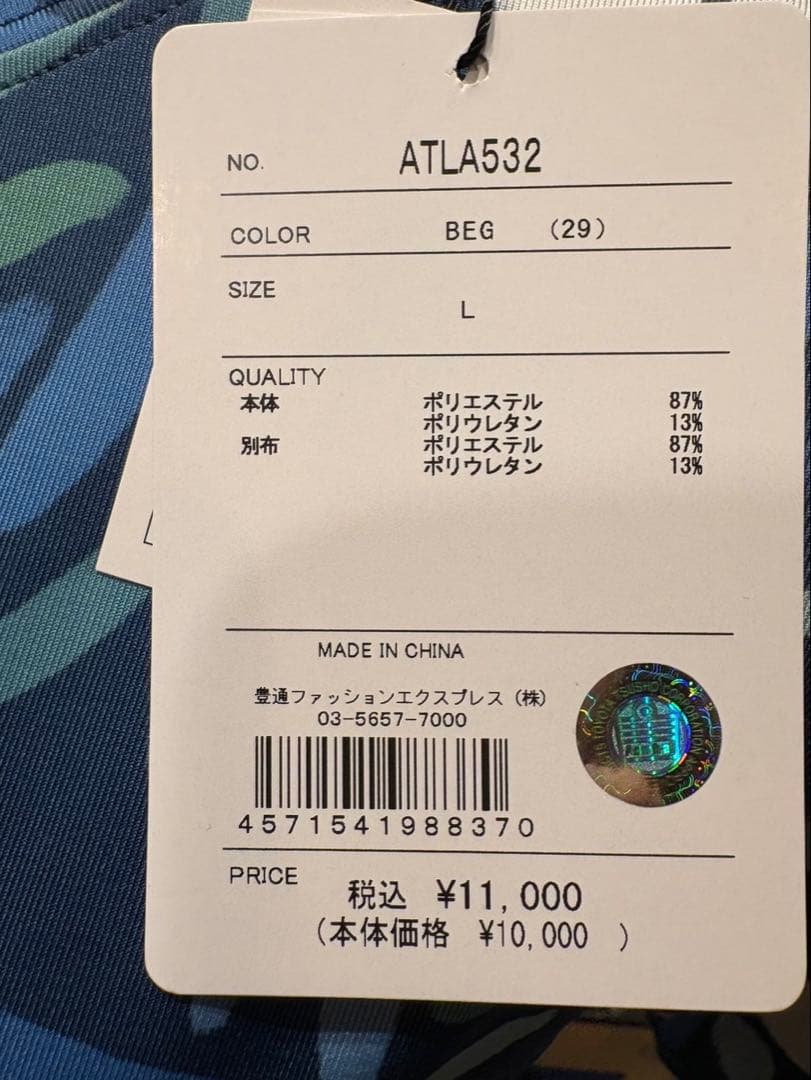 NO. ATLA532
COLOR BEG (29)
SIZE
L
QUALITY
本体 ポリエステル 87%
ポリウレタン 13%
別布 ポリエステル 87%
ポリウレタン 13%
MADE IN CHINA
豊通ファッションエクスプレス(株)
03-5657-7000
4571541988370
PRICE 税込 ¥11,000
(本体価格 ¥10,000 )